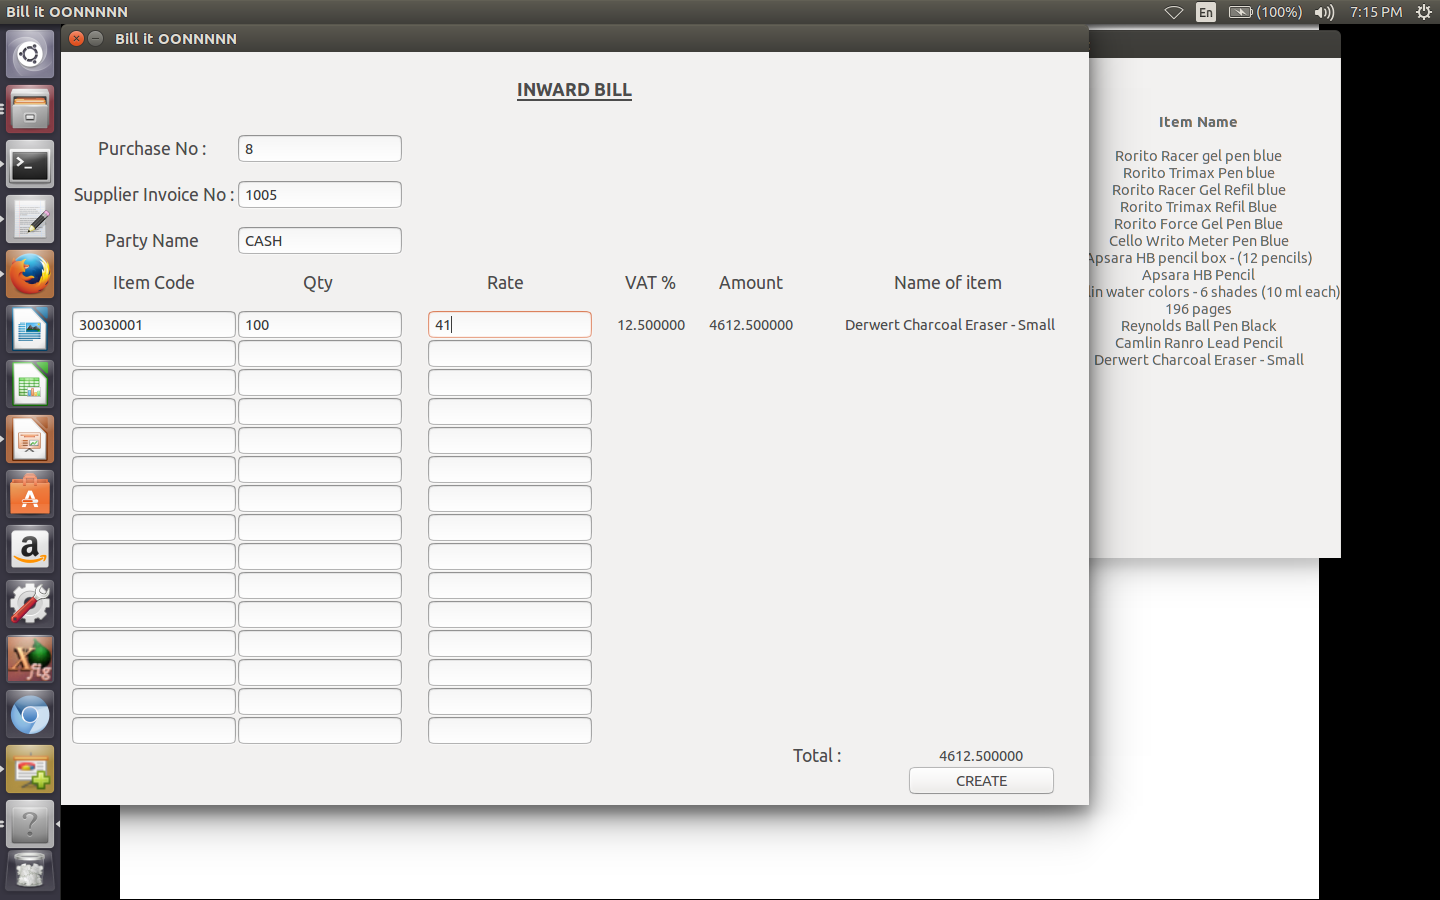 Bill it OONNNNN
En
(100%)
7:15 PM
Bill it OONNNNN
INWARD BILL
Purchase No :
8
Supplier Invoice No :
1005
Party Name
CASH
Item Code
Qty
Rate
VAT %
Amount
Name of item
30030001
100
41
12.500000
4612.500000
Derwert Charcoal Eraser - Small
Total :
4612.500000
CREATE
Item Name
Rorito Racer gel pen blue
Rorito Trimax Pen blue
Rorito Racer Gel Refil blue
Rorito Trimax Refil Blue
Rorito Force Gel Pen Blue
Cello Writo Meter Pen Blue
Apsara HB pencil box - (12 pencils)
Apsara HB Pencil
lin water colors - 6 shades (10 ml each)
196 pages
Reynolds Ball Pen Black
Camlin Ranro Lead Pencil
Derwert Charcoal Eraser - Small
A
a
X
fig
?